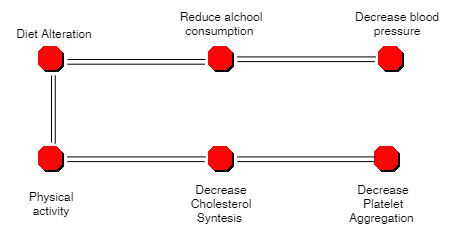 Diet Alteration
Reduce alchool
consumption
Decrease blood
pressure
Physical
activity
Decrease
Cholesterol
Syntesis
Decrease
Platelet
Aggregation